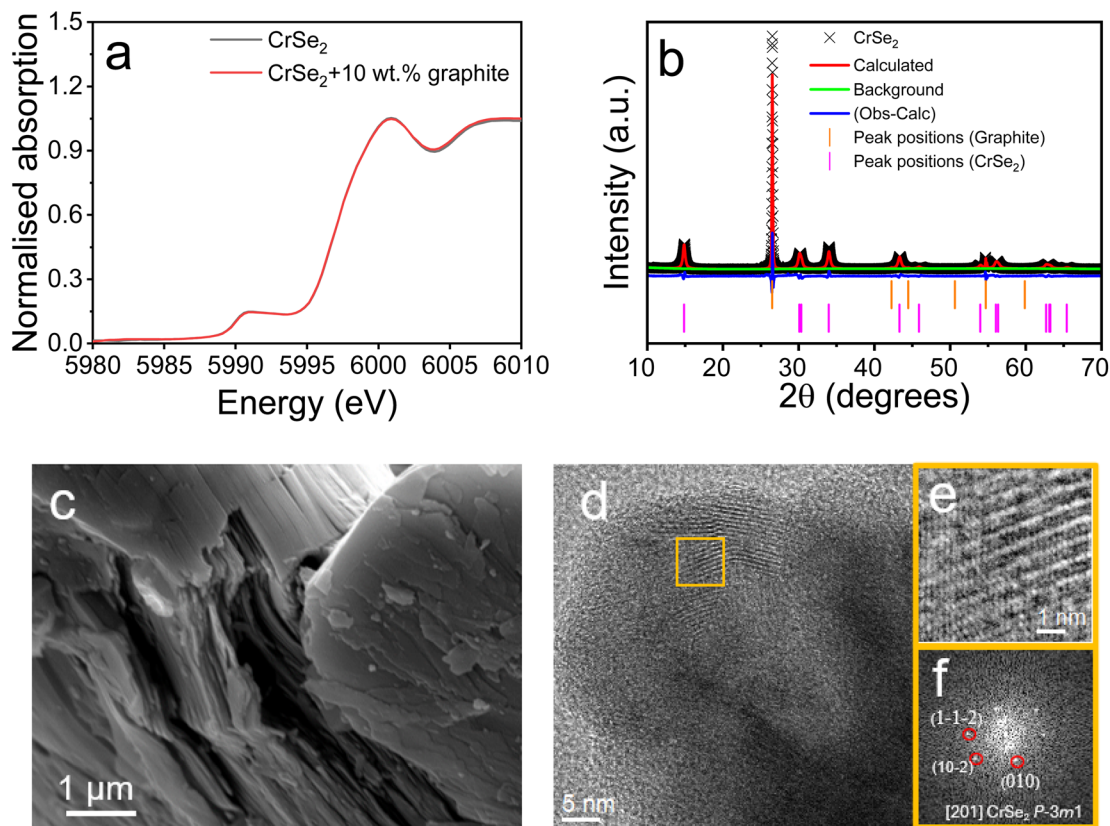 a
CrSe₂
CrSe₂+10 wt.% graphite
Normalised absorption
1.5
1.2
0.9
0.6
0.3
0.0
5980 5985 5990 5995 6000 6005 6010
Energy (eV)
b
CrSe₂
Calculated
Background
(Obs-Calc)
Peak positions (Graphite)
Peak positions (CrSe₂)
Intensity (a.u.)
10 20 30 40 50 60 70
2θ (degrees)
c
1 μm
d
5 nm
e
1 nm
f
(1-1-2)
(10-2)
(010)
[201] CrSe₂ P-3m1